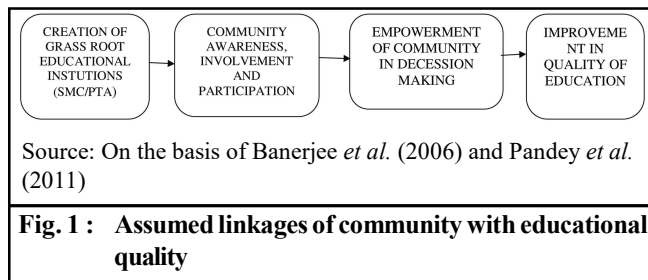 CREATION OF
GRASS ROOT
EDUCATIONAL
INSTUTIONS
(SMC/PTA)
COMMUNITY
AWARENESS,
INVOLVEMENT
AND
PARTICIPATION
EMPOWERMENT
OF COMMUNITY
IN DECESSION
MAKING
IMPROVEME
NT IN
QUALITY OF
EDUCATION
Source: On the basis of Banerjee et al. (2006) and Pandey et al.
(2011)
Fig. 1 : Assumed linkages of community with educational
quality